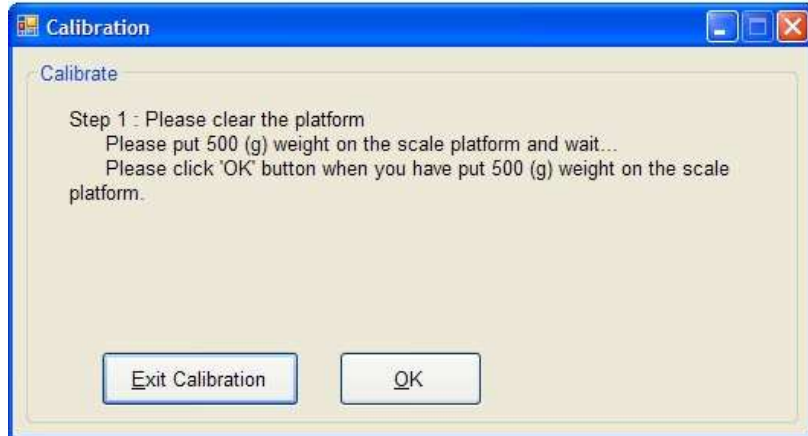 Calibration
Calibrate
Step 1 : Please clear the platform
Please put 500 (g) weight on the scale platform and wait...
Please click 'OK' button when you have put 500 (g) weight on the scale
platform.
Exit Calibration
OK